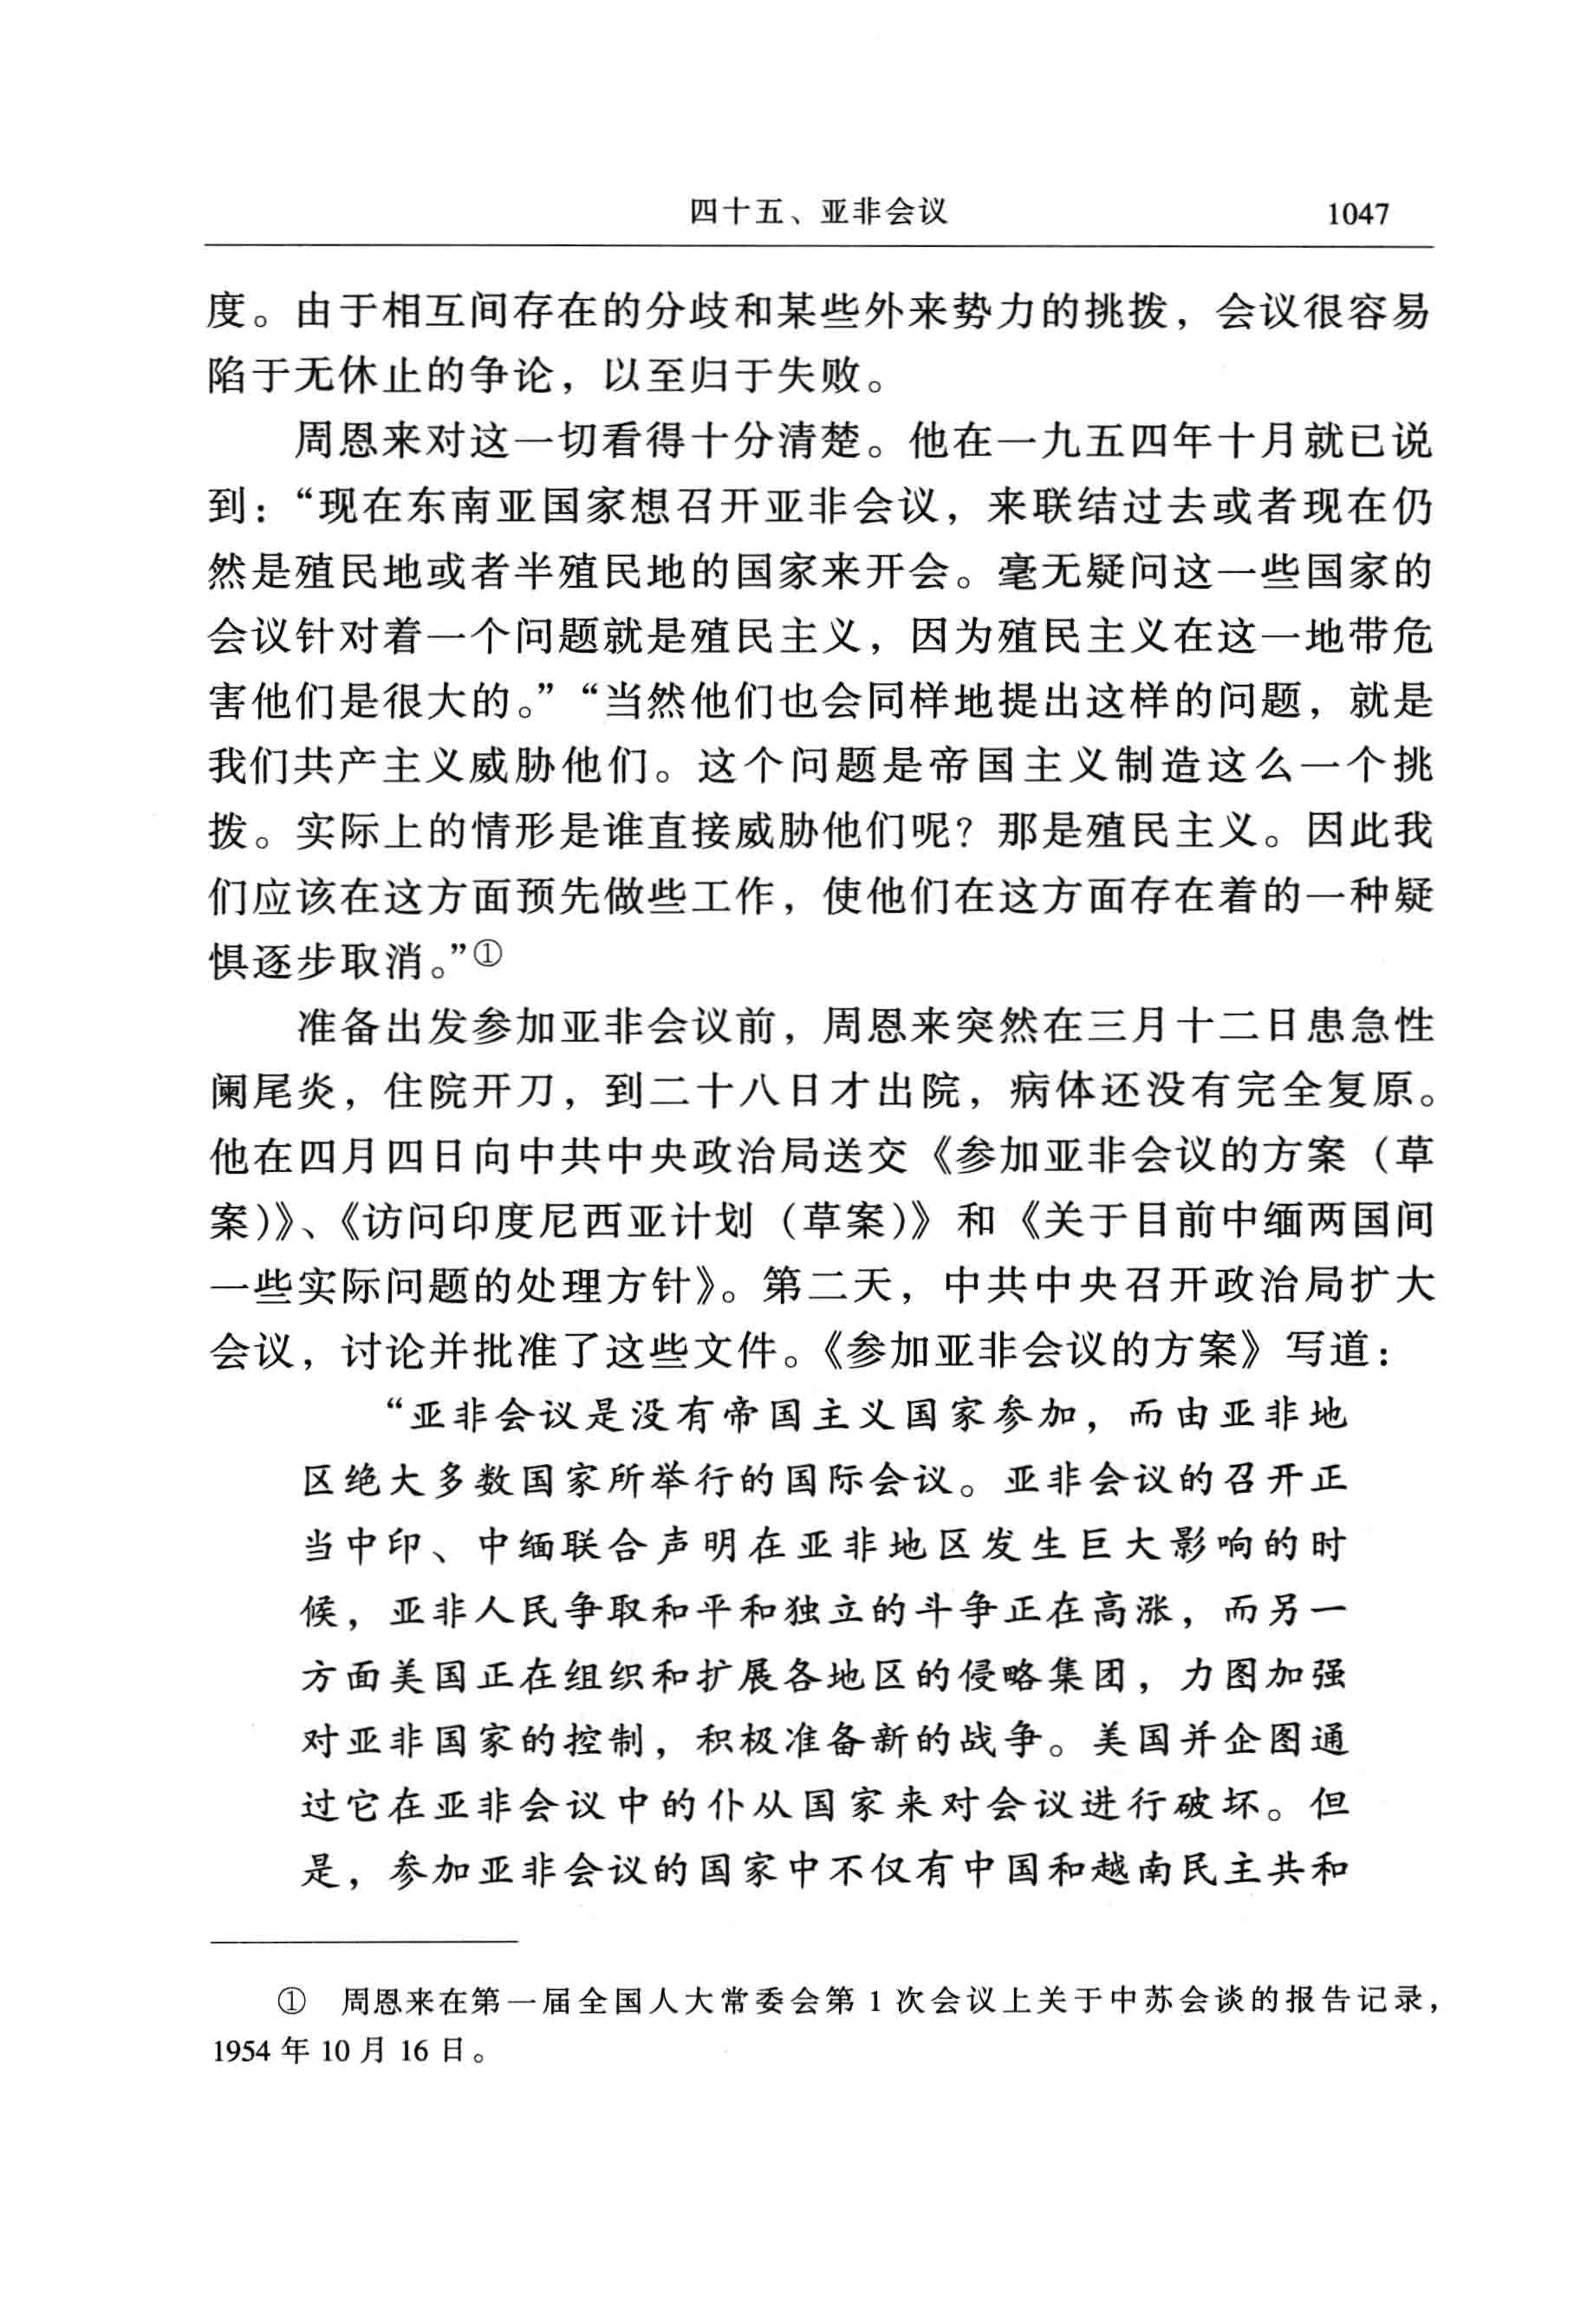 四十五、亚非会议 1047
度。由于相互间存在的分歧和某些外来势力的挑拨，会议很容易
陷于无休止的争论，以至归于失败。
周恩来对这一切看得十分清楚。他在一九五四年十月就已说
到：“现在东南亚国家想召开亚非会议，来联结过去或者现在仍
然是殖民地或者半殖民地的国家来开会。毫无疑问这一些国家的
会议针对着一个问题就是殖民主义，因为殖民主义在这一地带危
害他们是很大的。”“当然他们也会同样地提出这样的问题，就是
我们共产主义威胁他们。这个问题是帝国主义制造这么一个挑
拨。实际上的情形是谁直接威胁他们呢？那是殖民主义。因此我
们应该在这方面预先做些工作，使他们在这方面存在着的一种疑
惧逐步取消。”①
准备出发参加亚非会议前，周恩来突然在三月十二日患急性
阑尾炎，住院开刀，到二十八日才出院，病体还没有完全复原。
他在四月四日向中共中央政治局送交《参加亚非会议的方案（草
案）》、《访问印度尼西亚计划（草案）》和《关于目前中缅两国间
一些实际问题的处理方针》。第二天，中共中央召开政治局扩大
会议，讨论并批准了这些文件。《参加亚非会议的方案》写道：
“亚非会议是没有帝国主义国家参加，而由亚非地
区绝大多数国家所举行的国际会议。亚非会议的召开正
当中印、中缅联合声明在亚非地区发生巨大影响的时
候，亚非人民争取和平和独立的斗争正在高涨，而另一
方面美国正在组织和扩展各地区的侵略集团，力图加强
对亚非国家的控制，积极准备新的战争。美国并企图通
过它在亚非会议中的仆从国家来对会议进行破坏。但
是，参加亚非会议的国家中不仅有中国和越南民主共和
① 周恩来在第一届全国人大常委会第 1 次会议上关于中苏会谈的报告记录，
1954 年 10 月 16 日。